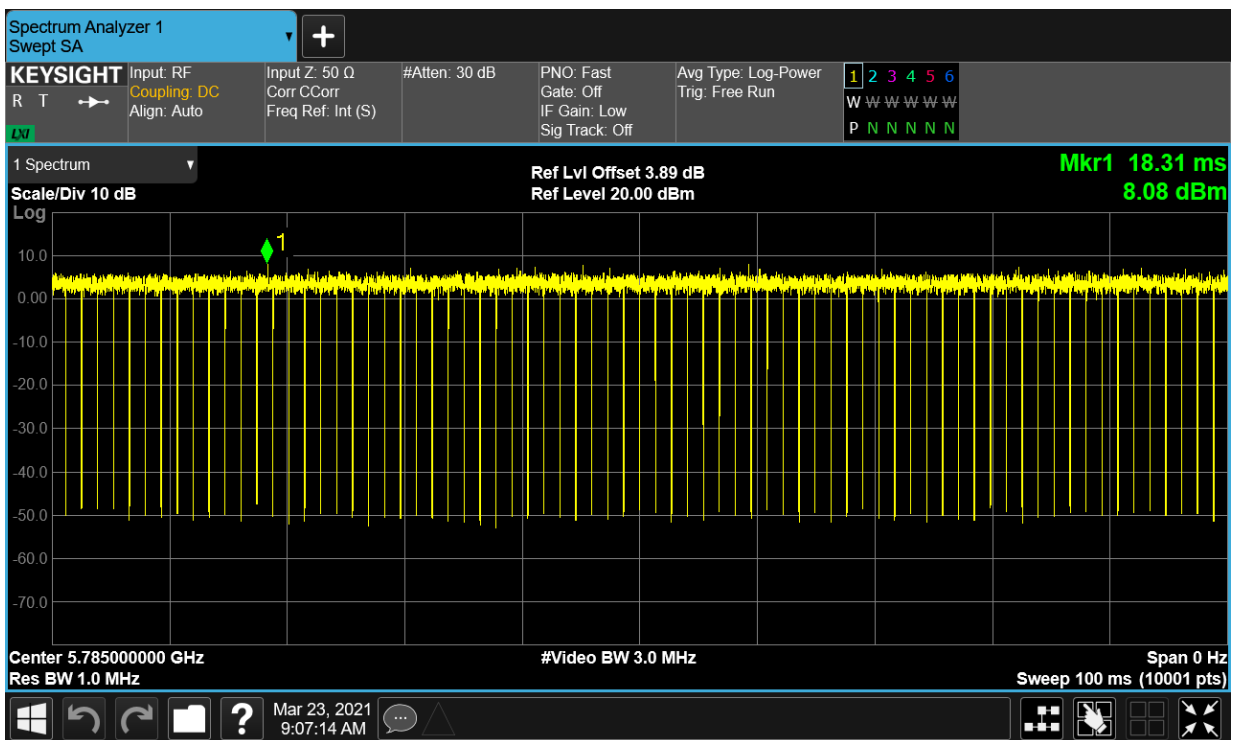 Spectrum Analyzer 1
Swept SA
KEYSIGHT
R T
LXI
Input: RF
Coupling: DC
Align: Auto
Input Z: 50 Ω
Corr CCorr
Freq Ref: Int (S)
#Atten: 30 dB
PNO: Fast
Gate: Off
IF Gain: Low
Sig Track: Off
Avg Type: Log-Power
Trig: Free Run
1 2 3 4 5 6
W W W W W W
P N N N N N
1 Spectrum
Scale/Div 10 dB
Ref Lvl Offset 3.89 dB
Ref Level 20.00 dBm
Mkr1 18.31 ms
8.08 dBm
Log
1
10.0
0.00
-10.0
-20.0
-30.0
-40.0
-50.0
-60.0
-70.0
Center 5.785000000 GHz
Res BW 1.0 MHz
#Video BW 3.0 MHz
Span 0 Hz
Sweep 100 ms (10001 pts)
?
Mar 23, 2021
9:07:14 AM